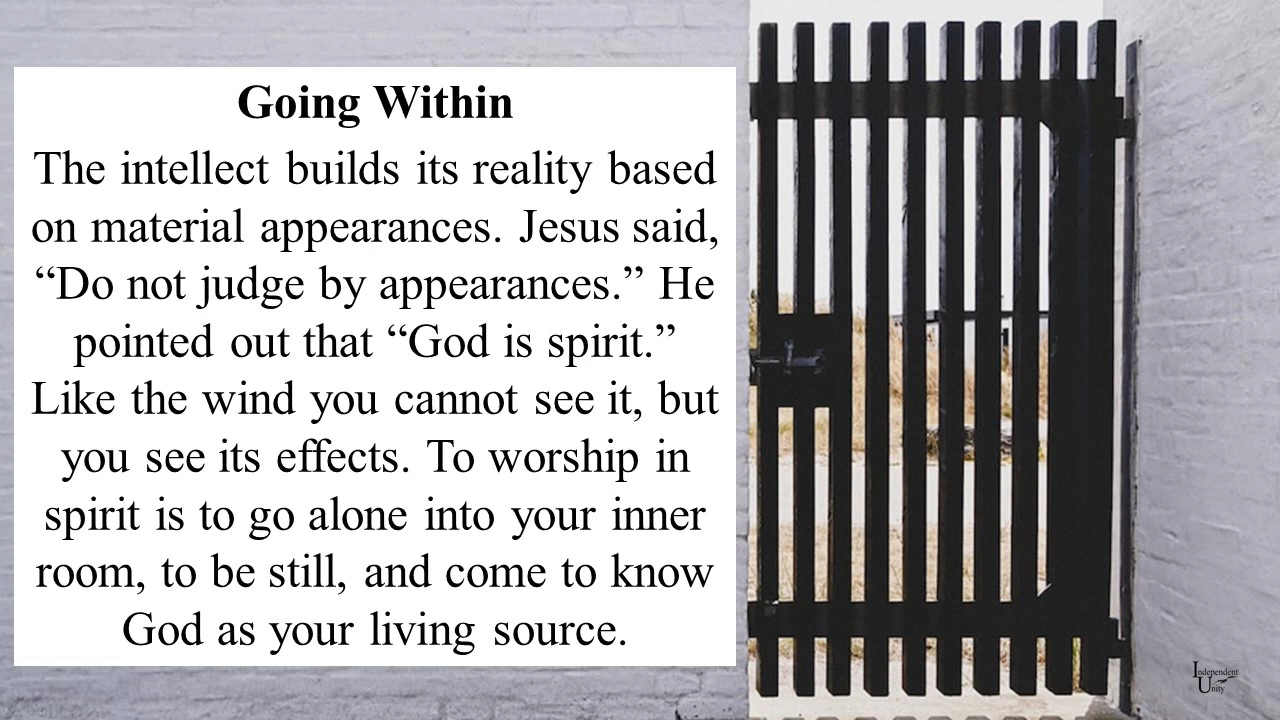 Going Within
The intellect builds its reality based
on material appearances. Jesus said,
“Do not judge by appearances.” He
pointed out that “God is spirit.”
Like the wind you cannot see it, but
you see its effects. To worship in
spirit is to go alone into your inner
room, to be still, and come to know
God as your living source.
Independent
Unity